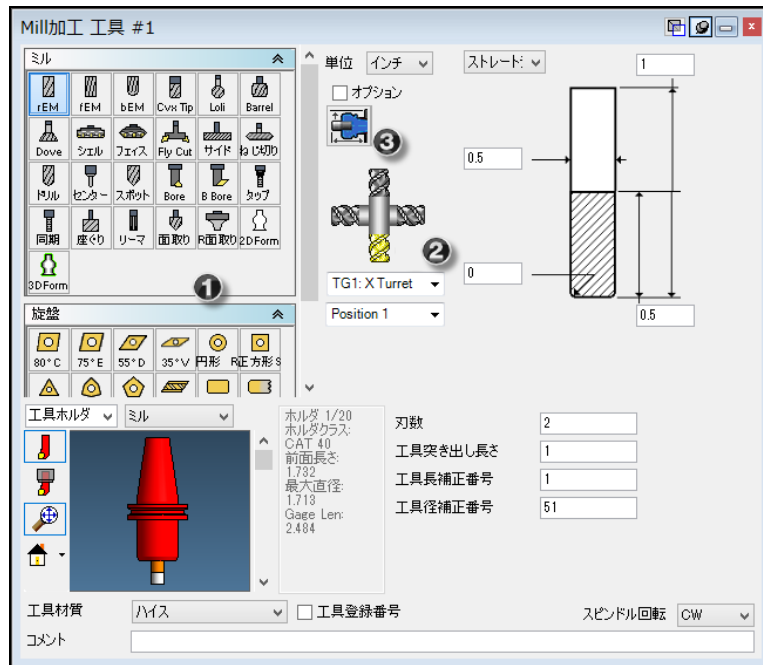 Mill加工 工具 #1
ミル
rEM fEM bEM Cvx Tip Loli Barrel
Dove シェル フェイス Fly Cut サイド ねじ切り
ドリル センター スポット Bore B Bore タップ
同期 座ぐり リーマ 面取り R面取り 2D Form
3D Form
1
旋盤
80°C 75°E 55°D 35°V 円形 R 正方形 S
単位 インチ ストレート:
オプション
3
2
TG1: X Turret
Position 1
1
0.5
0
0.5
工具ホルダ ミル
ホルダ 1/20
ホルダクラス:
CAT 40
前面長さ:
1.732
最大直径:
1.713
Gage Len:
2.484
刃数 2
工具突き出し長さ 1
工具長補正番号 1
工具径補正番号 51
工具材質 ハイス 工具登録番号 スピンドル回転 CW
コメント